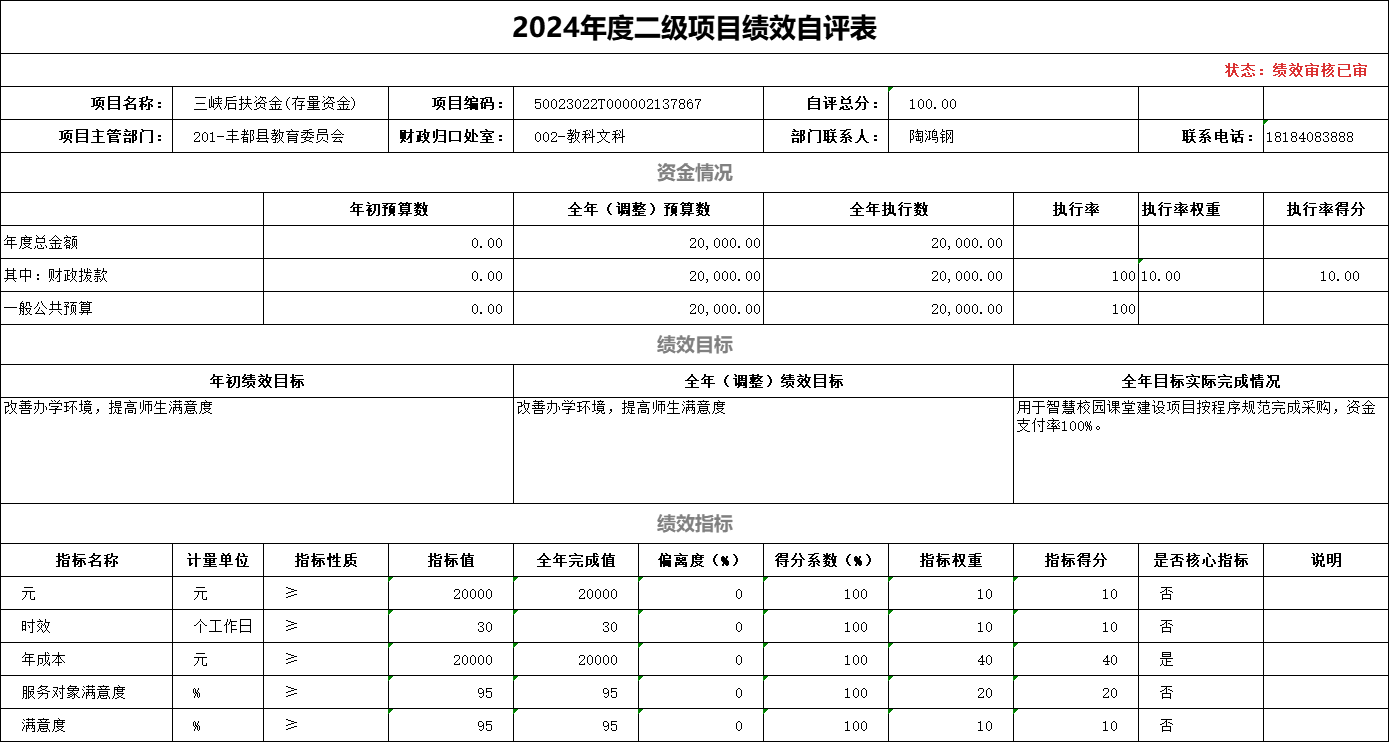 2024年度二级项目绩效自评表
状态：绩效审核已审
项目名称： 三峡后扶资金(存量资金) 项目编码： 50023022T000002137867 自评总分： 100.00
项目主管部门： 201-丰都县教育委员会 财政归口处室： 002-教科文科 部门联系人： 陶鸿钢 联系电话： 18184083888
资金情况
年初预算数 全年（调整）预算数 全年执行数 执行率 执行率权重 执行率得分
年度总金额 0.00 20,000.00 20,000.00
其中：财政拨款 0.00 20,000.00 20,000.00 100 10.00 10.00
一般公共预算 0.00 20,000.00 20,000.00 100
绩效目标
年初绩效目标 全年（调整）绩效目标 全年目标实际完成情况
改善办学环境，提高师生满意度 改善办学环境，提高师生满意度 用于智慧校园课堂建设项目按程序规范完成采购，资金
支付率100%。
绩效指标
指标名称 计量单位 指标性质 指标值 全年完成值 偏离度（%） 得分系数（%） 指标权重 指标得分 是否核心指标 说明
元 元 ≥ 20000 20000 0 100 10 10 否
时效 个工作日 ≥ 30 30 0 100 10 10 否
年成本 元 ≥ 20000 20000 0 100 40 40 是
服务对象满意度 % ≥ 95 95 0 100 20 20 否
满意度 % ≥ 95 95 0 100 10 10 否